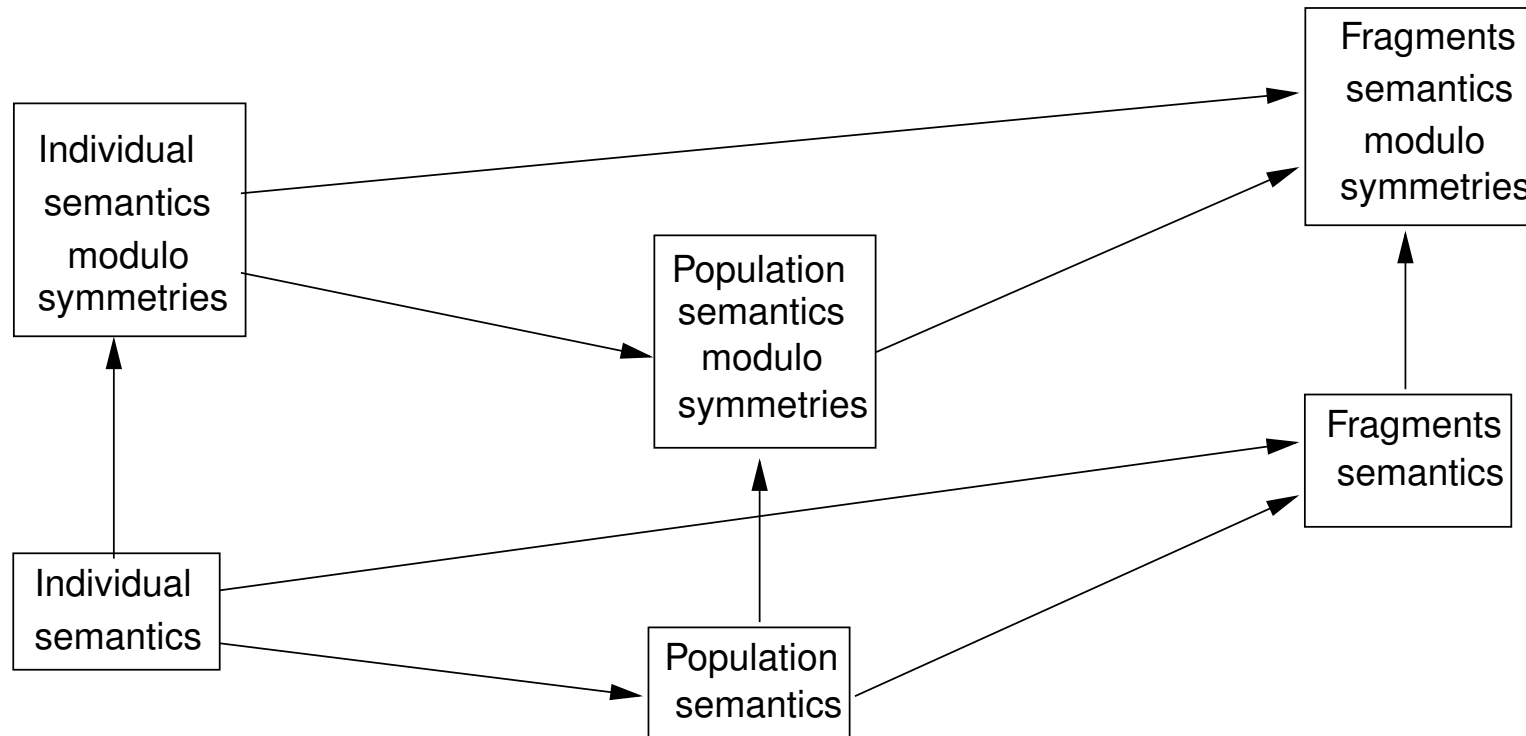 Fragments
semantics
modulo
symmetries
Individual
semantics
modulo
symmetries
Population
semantics
modulo
symmetries
Fragments
semantics
Individual
semantics
Population
semantics